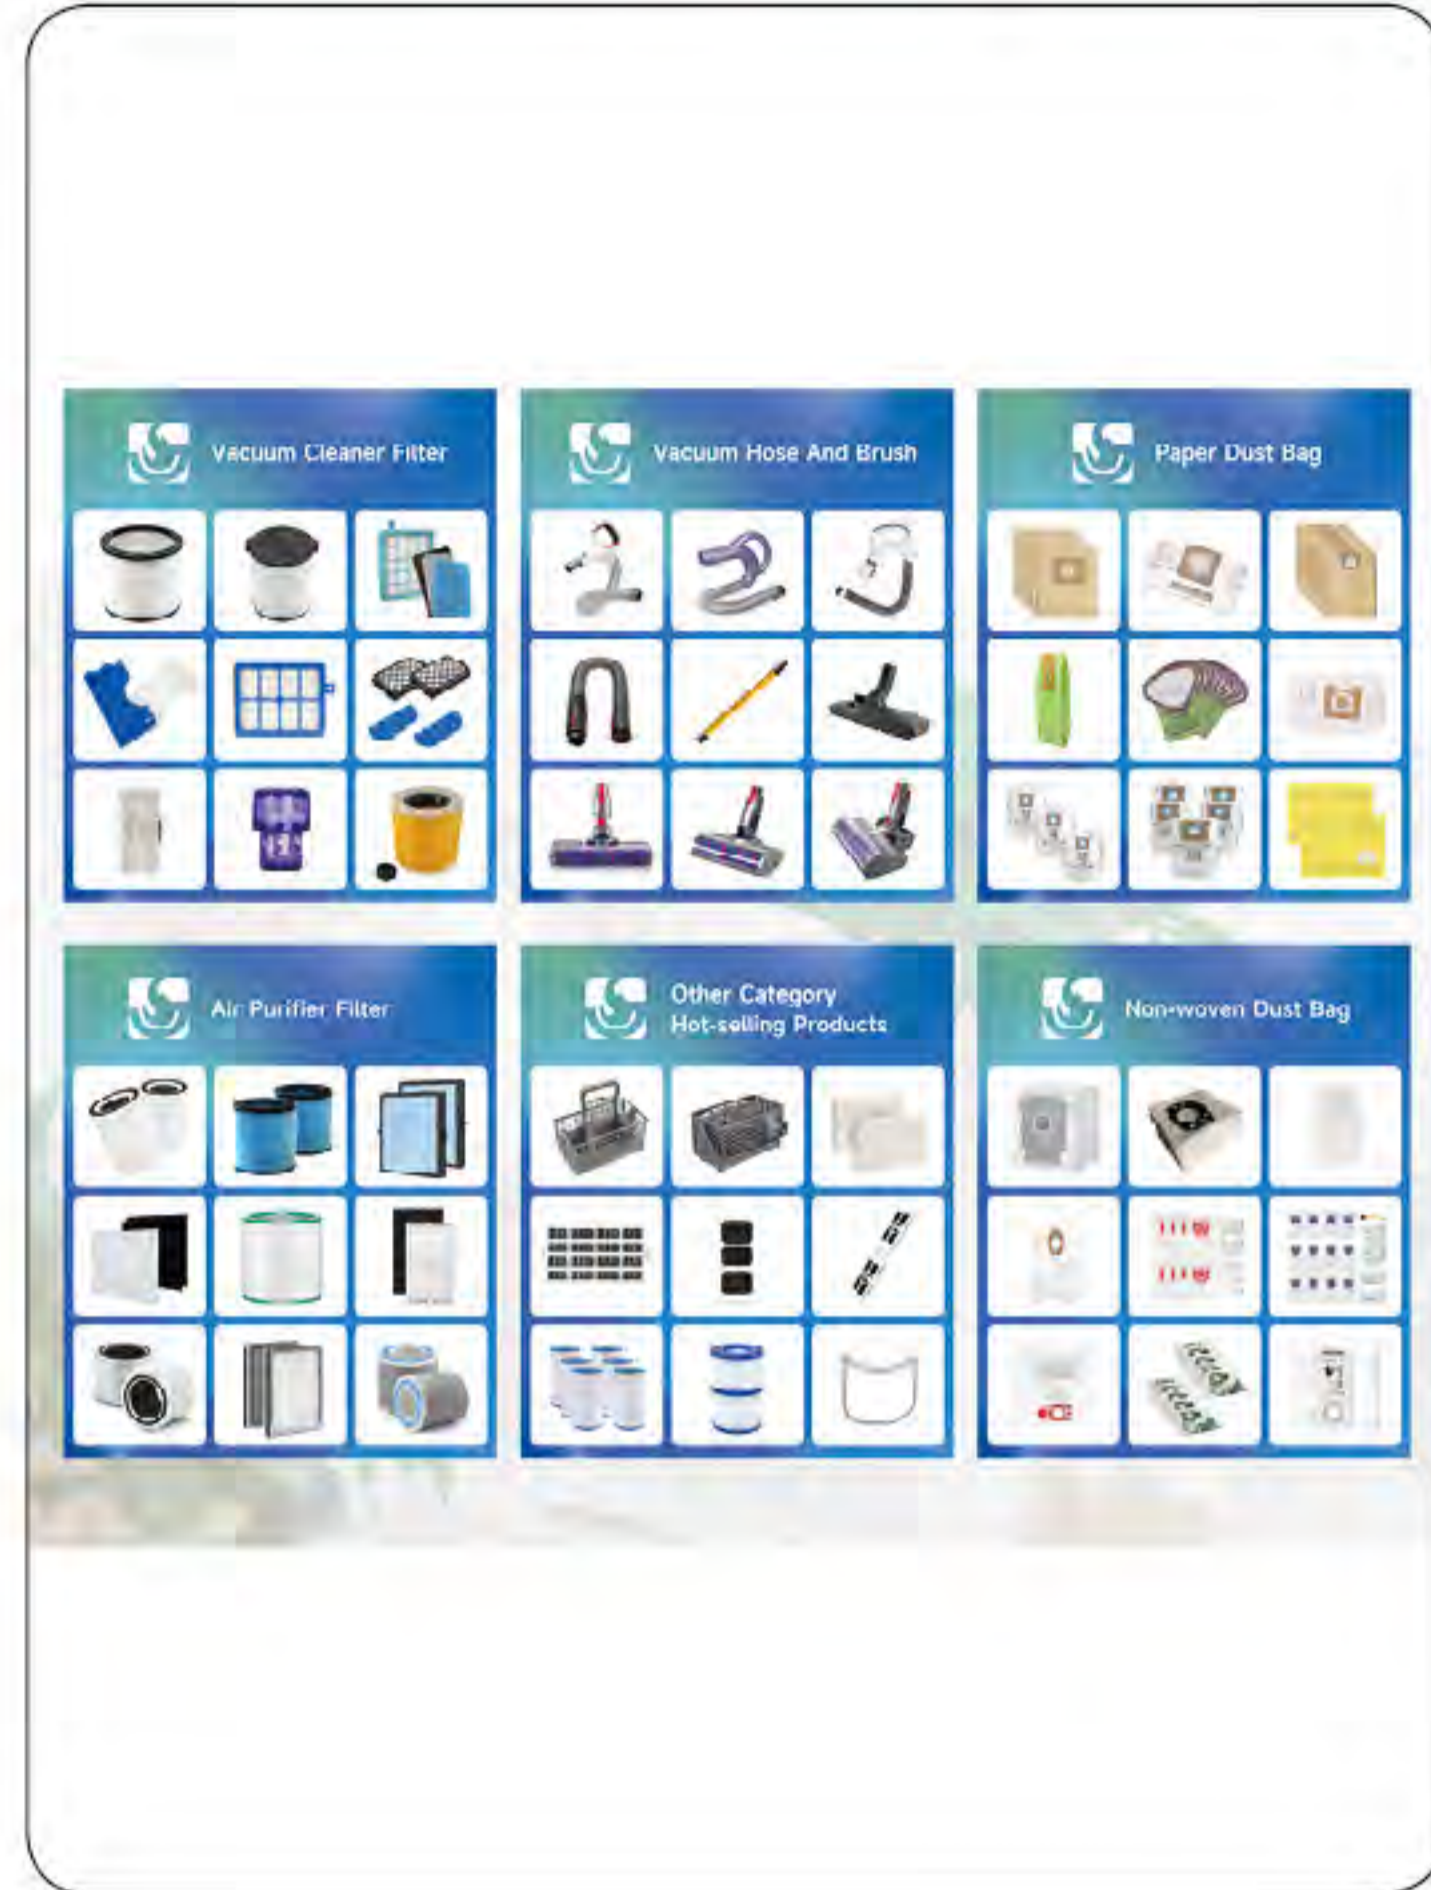 Vacuum Cleaner Filter
Vacuum Hose And Brush
Paper Dust Bag
Air Purifier Filter
Other Category
Hot-selling Products
Non-woven Dust Bag